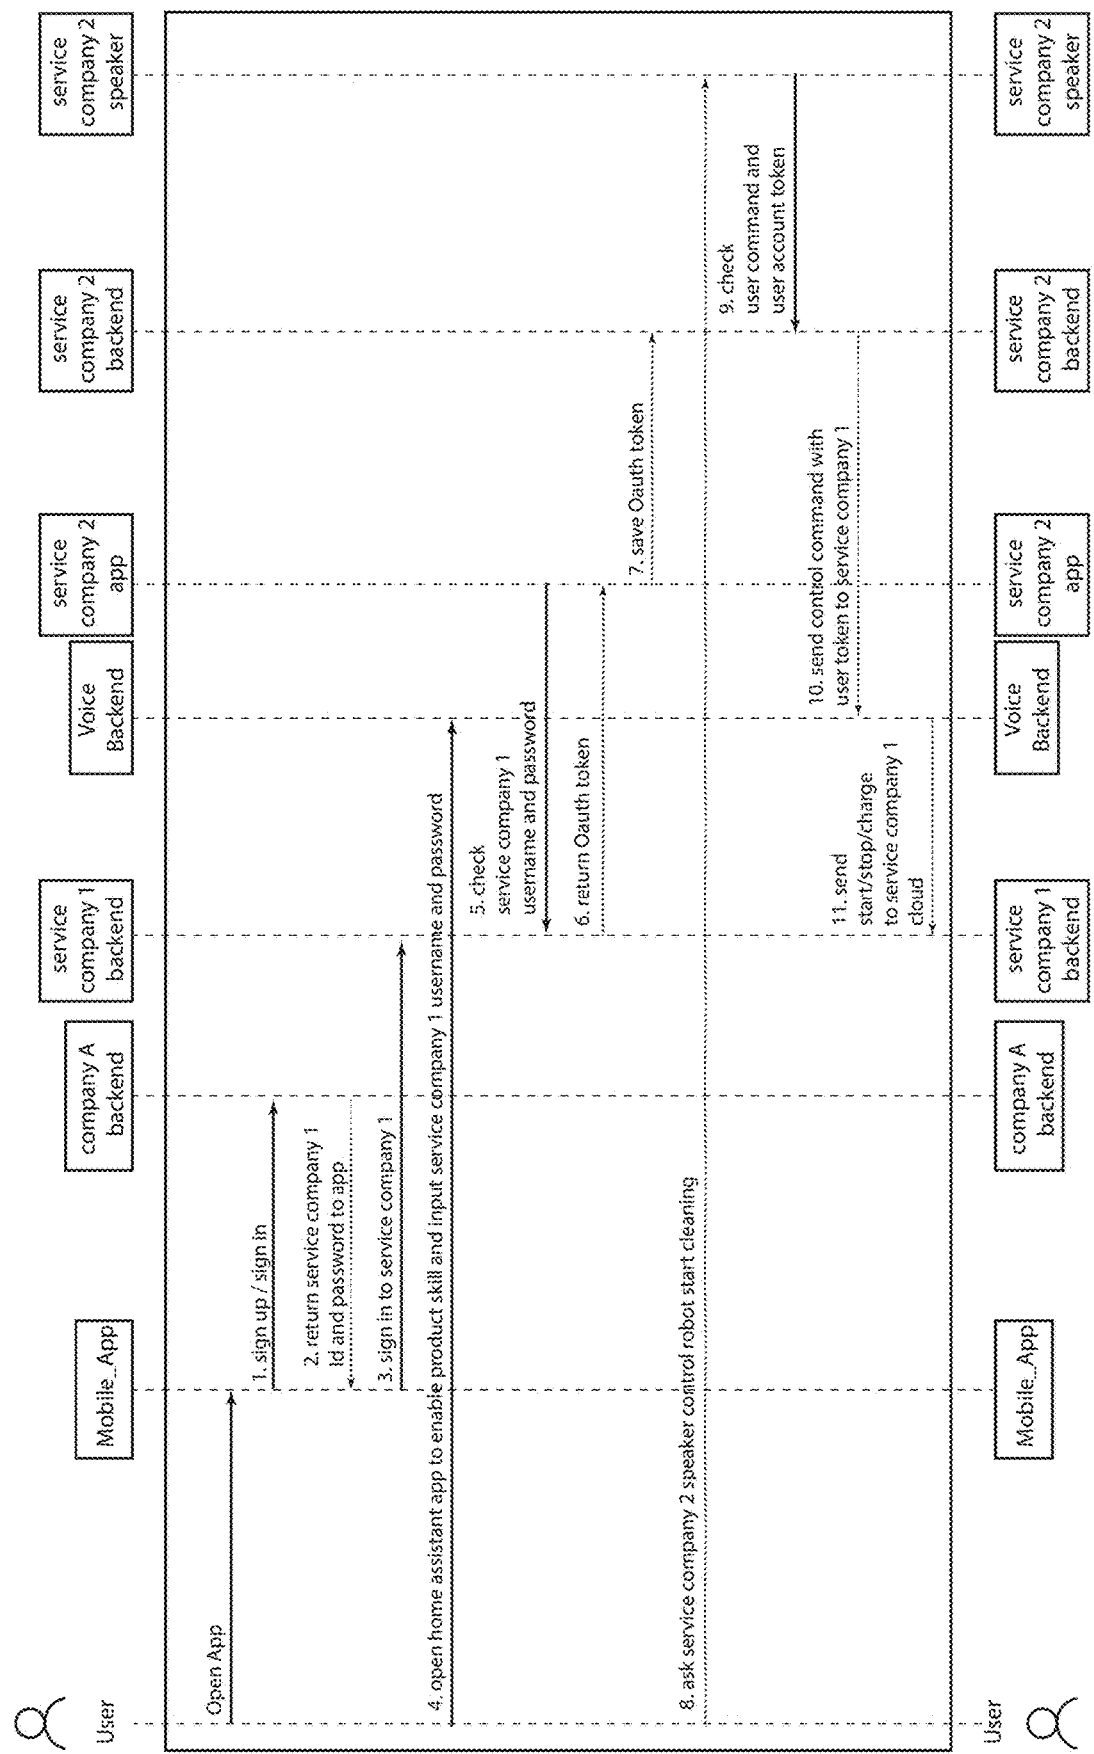 User
Mobile_App
company A
backend
service
company 1
backend
Voice
Backend
service
company 2
app
service
company 2
backend
service
company 2
speaker
Open App
1. sign up / sign in
2. return service company 1
Id and password to app
3. sign in to service company 1
4. open home assistant app to enable product skill and input service company 1 username and password
5. check
service company 1
username and password
6. return Oauth token
7. save Oauth token
8. ask service company 2 speaker control robot start cleaning
9. check
user command and
user account token
10. send control command with
user token to service company 1
11. send
start/stop/charge
to service company 1
cloud
User
Mobile_App
company A
backend
service
company 1
backend
Voice
Backend
service
company 2
app
service
company 2
backend
service
company 2
speaker